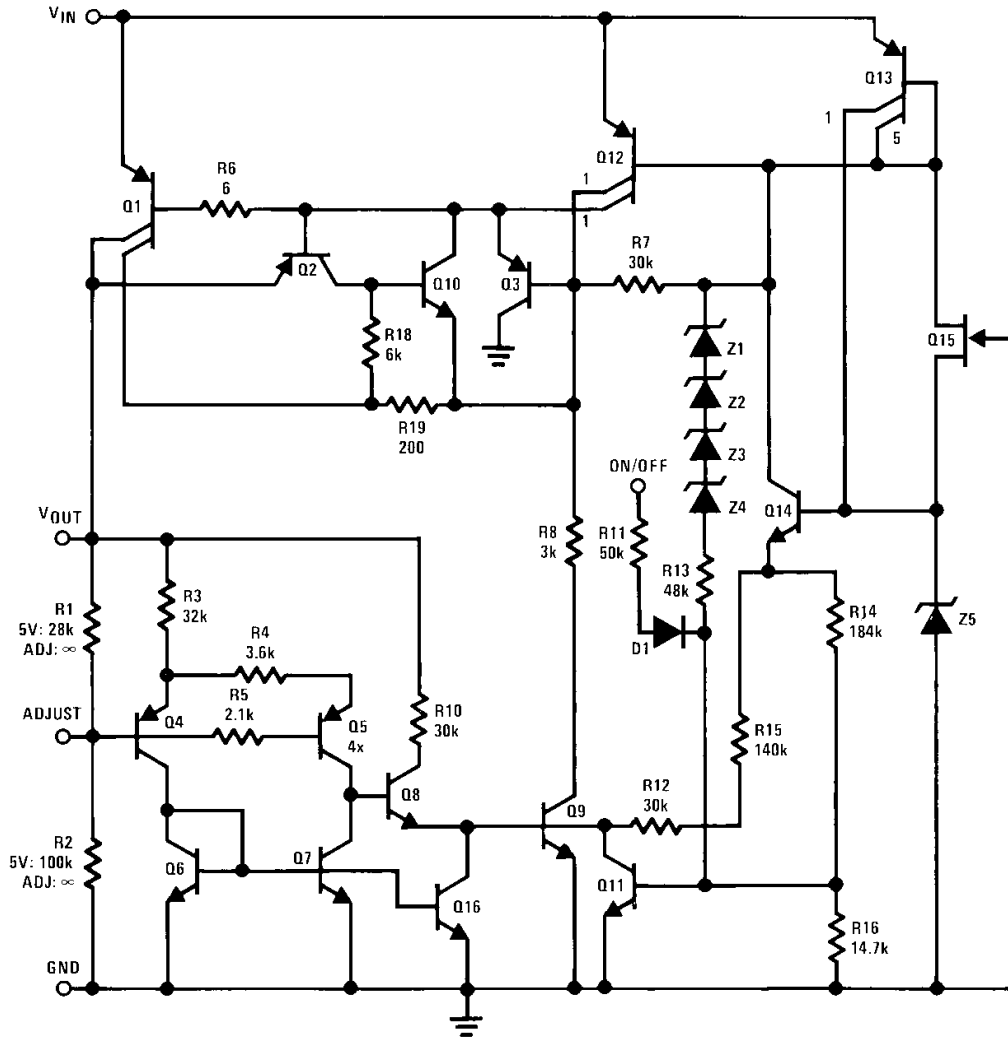 VIN
Q13
1
5
Q12
1
1
R6
6
Q1
Q2
Q10
Q3
R7
30k
R18
6k
R19
200
Z1
Z2
Z3
Z4
Q15
ON/OFF
Q14
VOUT
R8
3k
R11
50k
R13
48k
R1
5V: 28k
ADJ: ∞
R3
32k
R4
3.6k
R14
184k
Z5
D1
ADJUST
R5
2.1k
Q4
Q5
4x
R10
30k
R15
140k
Q8
R12
30k
Q9
R2
5V: 100k
ADJ: ∞
Q6
Q7
Q16
Q11
R16
14.7k
GND